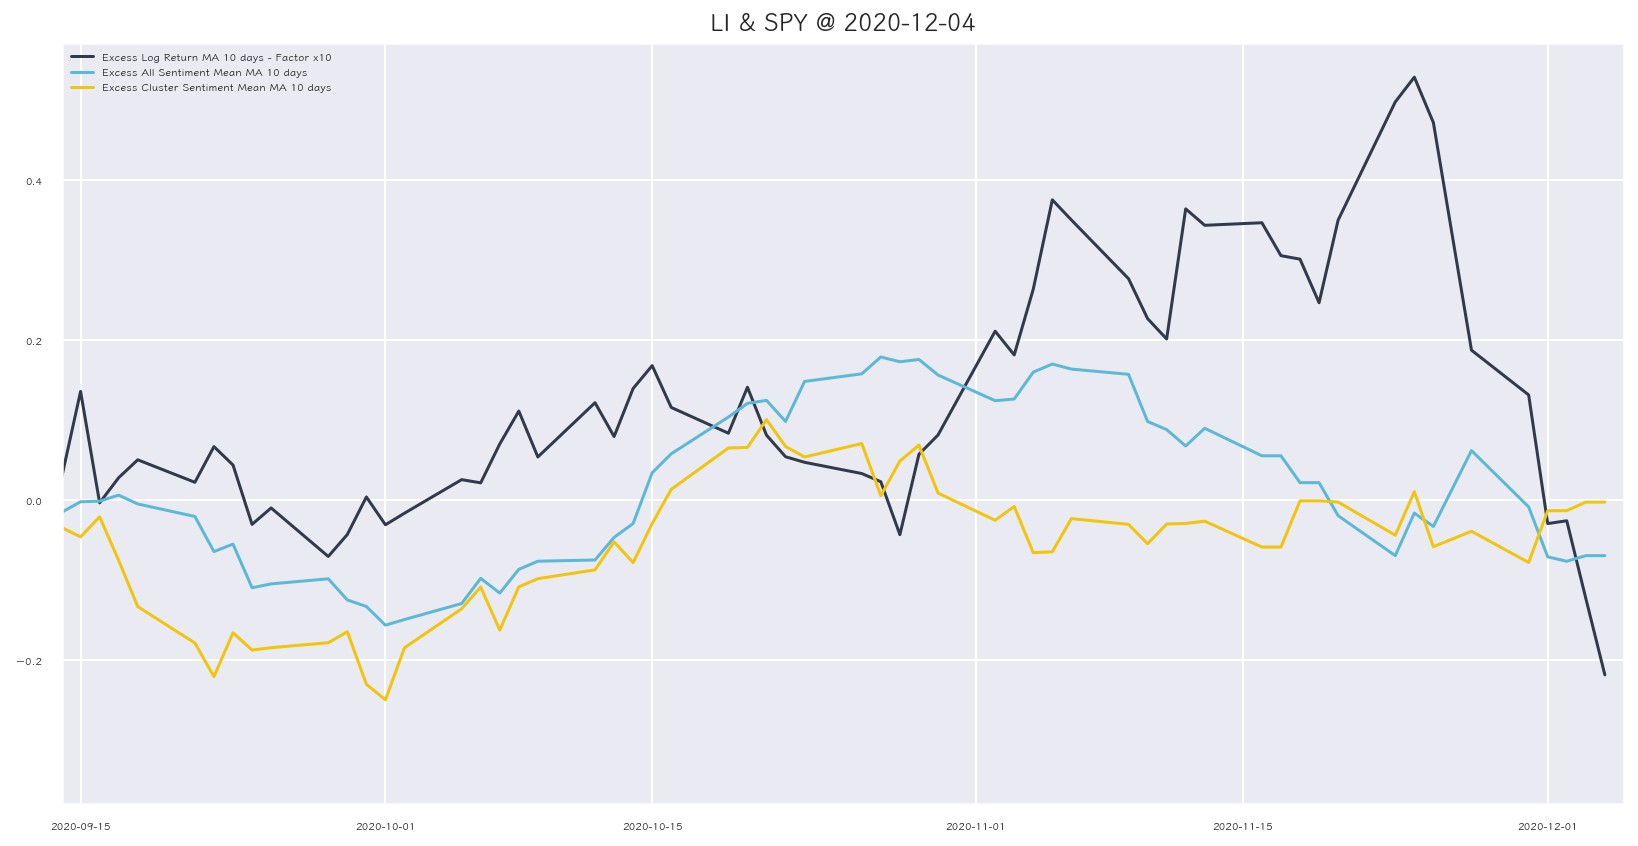 LI & SPY @ 2020-12-04
Excess Log Return MA 10 days - Factor x10
Excess All Sentiment Mean MA 10 days
Excess Cluster Sentiment Mean MA 10 days
0.4
0.2
0.0
−0.2
2020-09-15 2020-10-01 2020-10-15 2020-11-01 2020-11-15 2020-12-01